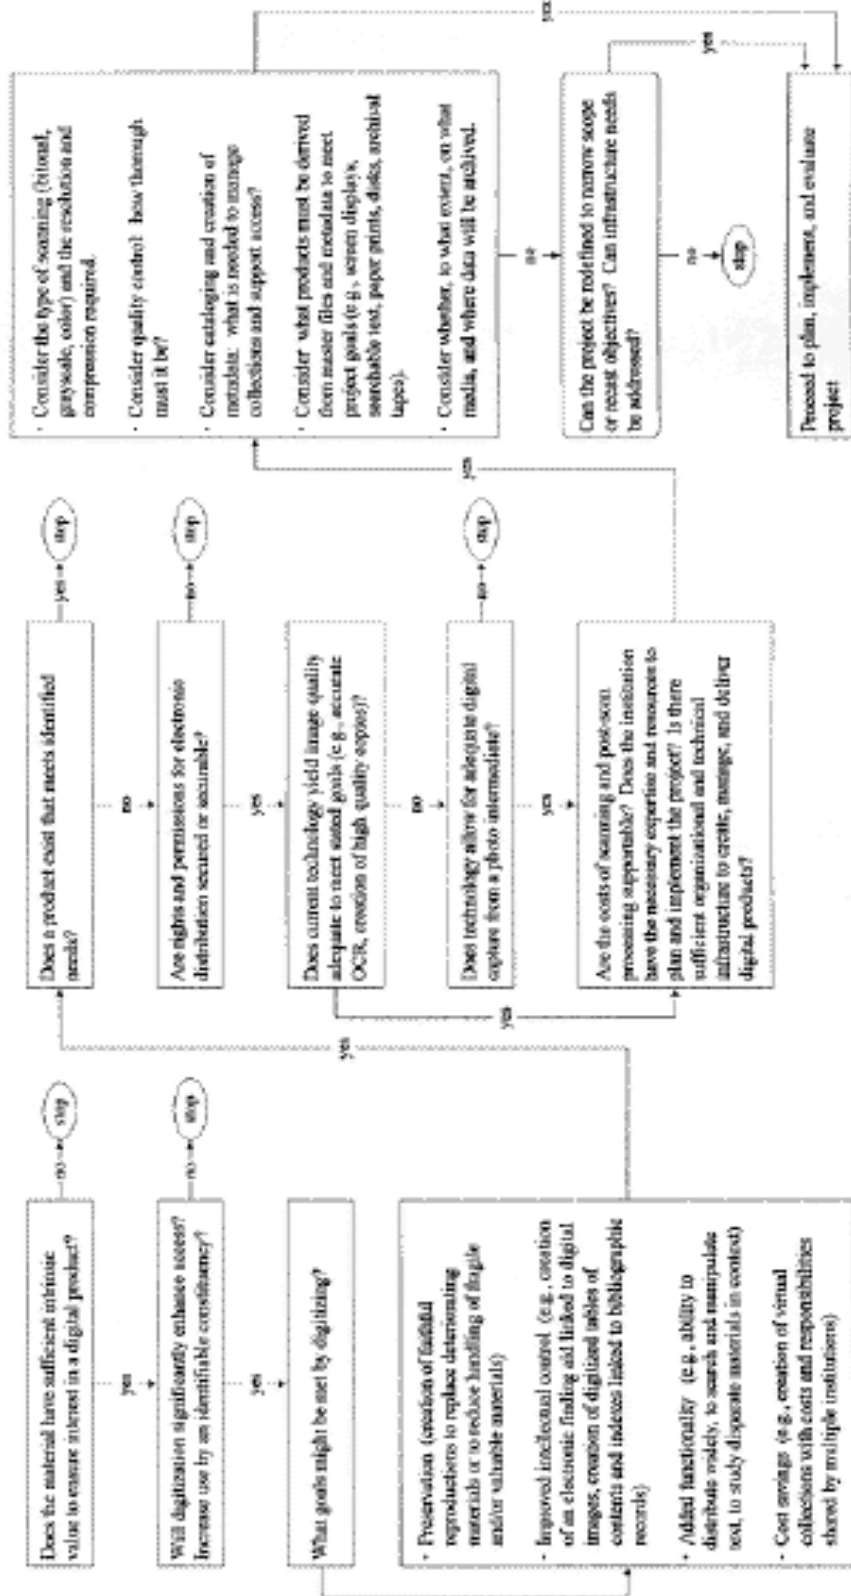 Does the material have sufficient intrinsic
value to ensure interest in a digital product?
no
stop
yes
Will digitization significantly enhance access?
Increase use by an identifiable constituency?
no
stop
yes
What goals might be met by digitizing?
· Preservation (creation of faithful
reproductions to replace deteriorating
materials or to reduce handling of fragile
and/or valuable materials)
· Improved intellectual control (e.g., creation
of an electronic finding aid linked to digital
images, creation of digitized tables of
contents and indexes linked to bibliographic
records)
· Added functionality (e.g., ability to
distribute widely, to search and manipulate
text, to study disparate materials in context)
· Cost savings (e.g., creation of virtual
collections with costs and responsibilities
shared by multiple institutions)
yes
Does a product exist that meets identified
needs?
yes
stop
no
Are rights and permissions for electronic
distribution secured or securable?
no
stop
yes
Does current technology yield image quality
adequate to meet stated goals (e.g., accurate
OCR, creation of high quality copies)?
no
yes
Does technology allow for adequate digital
capture from a photo intermediate?
no
stop
yes
Are the costs of scanning and post-scan
processing supportable? Does the institution
have the necessary expertise and resources to
plan and implement the project? Is there
sufficient organizational and technical
infrastructure to create, manage, and deliver
digital products?
yes
· Consider the type of scanning (bitonal,
grayscale, color) and the resolution and
compression required.
· Consider quality control: how thorough
must it be?
· Consider cataloging and creation of
metadata: what is needed to manage
collections and support access?
· Consider what products must be derived
from master files and metadata to meet
project goals (e.g., screen displays,
searchable text, paper prints, disks, archival
tapes).
· Consider whether, to what extent, on what
media, and where data will be archived.
yes
no
Can the project be redefined to narrow scope
or recast objectives? Can infrastructure needs
be addressed?
yes
no
stop
Proceed to plan, implement, and evaluate
project